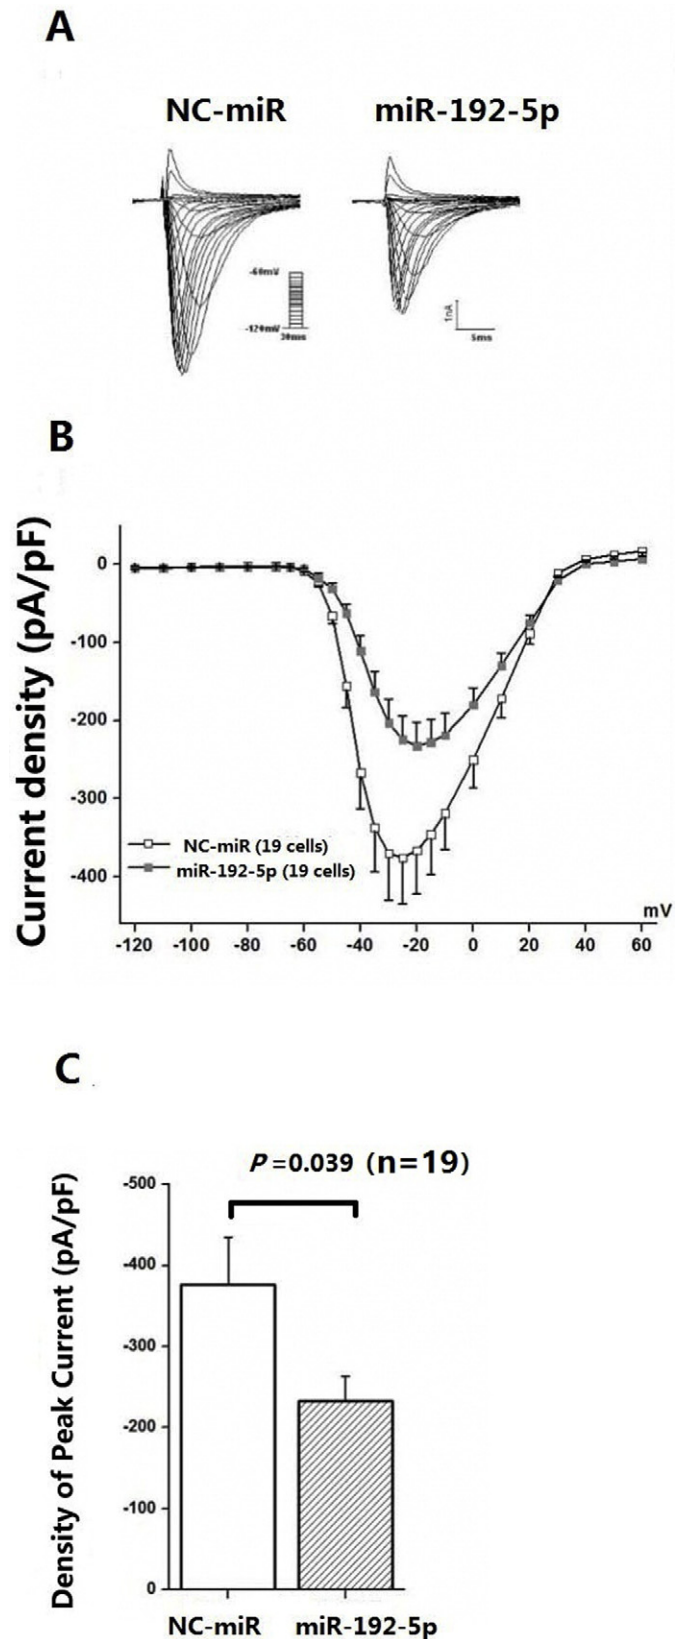 A
NC-miR
miR-192-5p
-60mV
-120mV
30ms
1nA
5ms
B
Current density (pA/pF)
0
-100
-200
-300
-400
NC-miR (19 cells)
miR-192-5p (19 cells)
mV
-120 -100 -80 -60 -40 -20 0 20 40 60
C
P=0.039 (n=19)
Density of Peak Current (pA/pF)
-500
-400
-300
-200
-100
0
NC-miR miR-192-5p